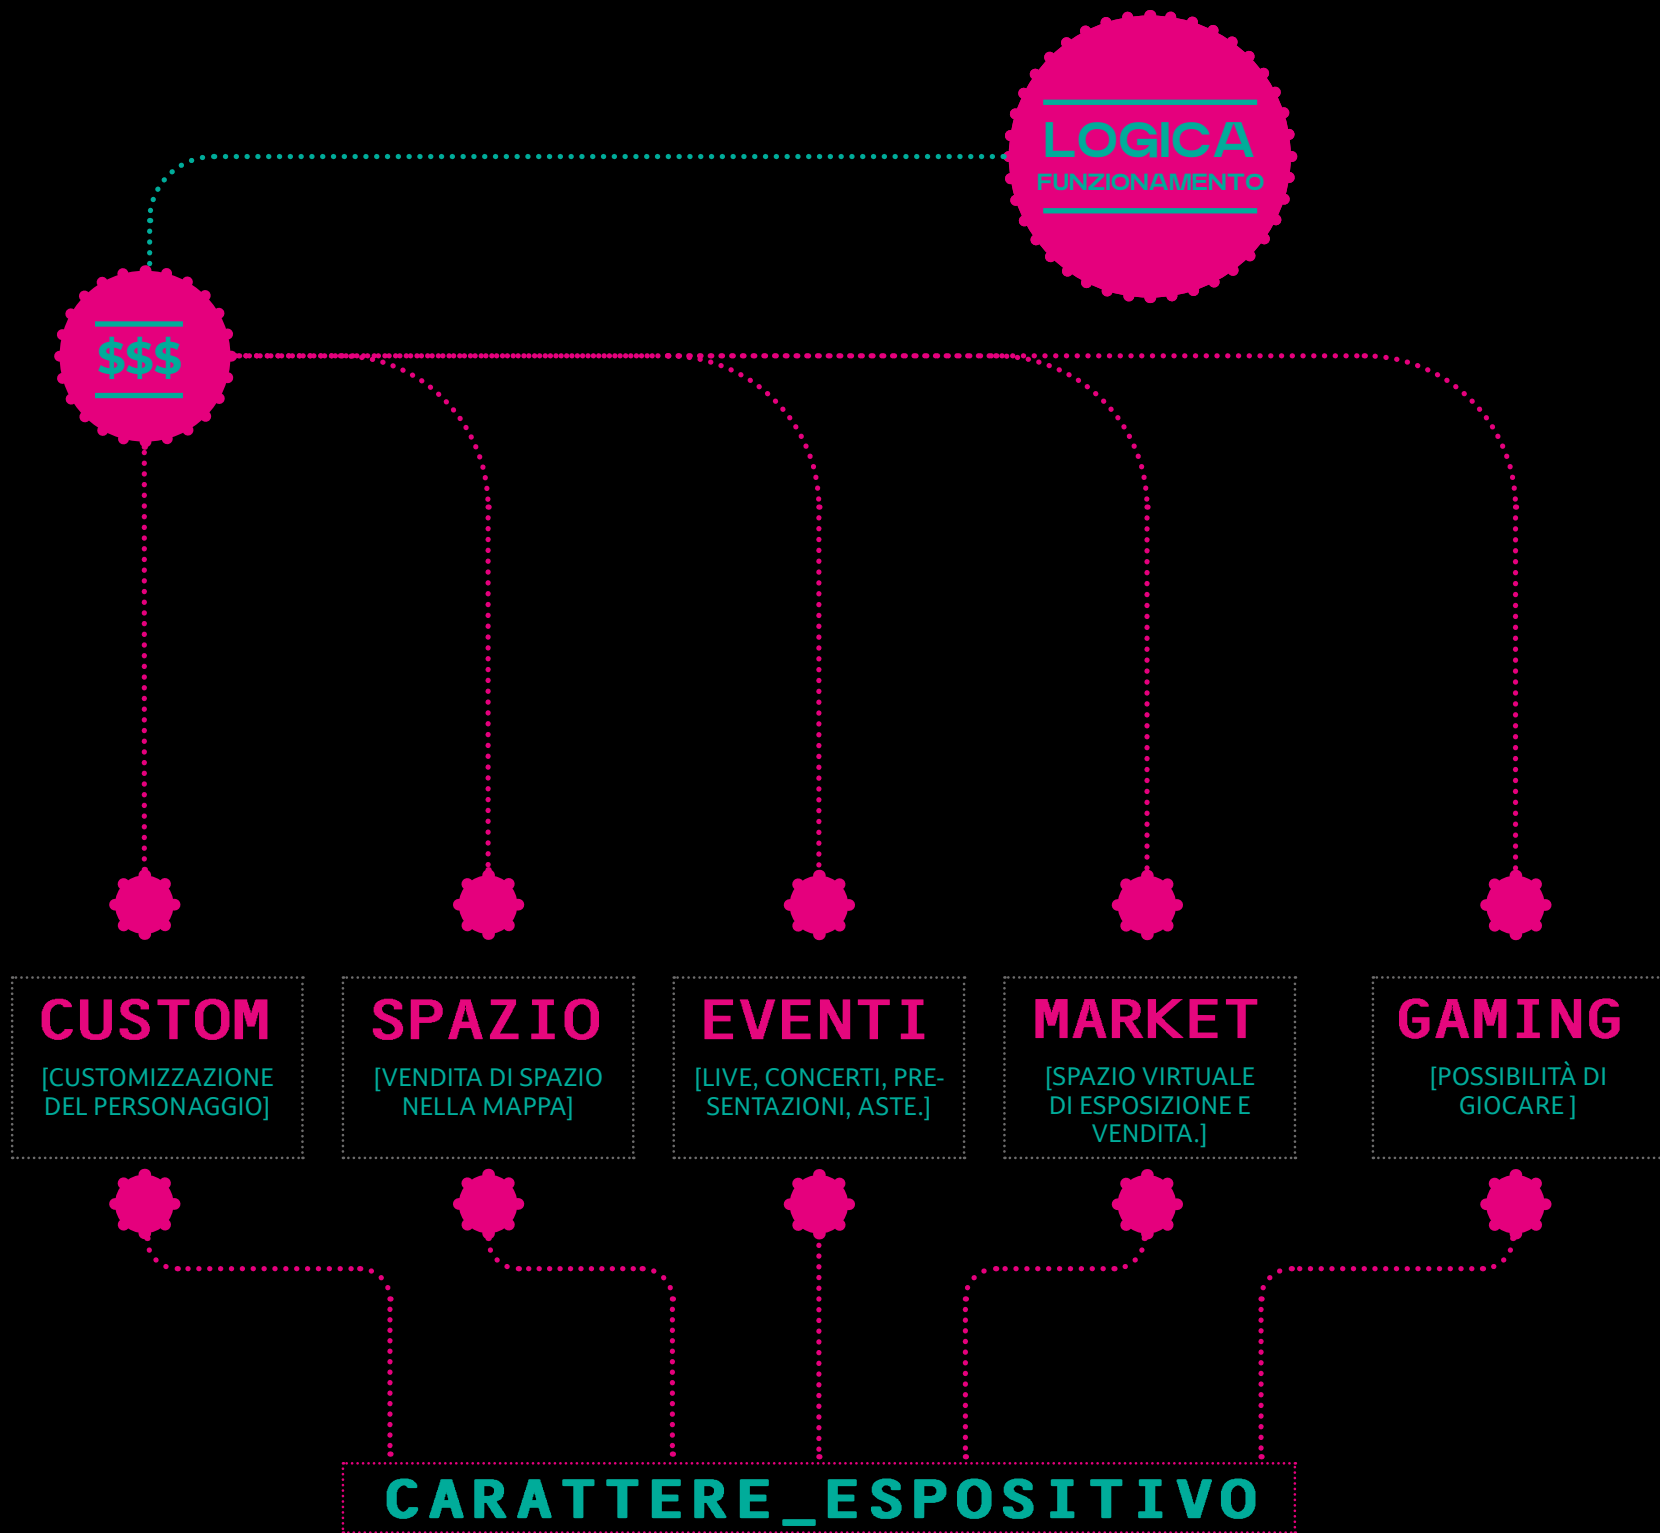 LOGICA
FUNZIONAMENTO
$$$
CUSTOM
[CUSTOMIZZAZIONE
DEL PERSONAGGIO]
SPAZIO
[VENDITA DI SPAZIO
NELLA MAPPA]
EVENTI
[LIVE, CONCERTI, PRE-
SENTAZIONI, ASTE.]
MARKET
[SPAZIO VIRTUALE
DI ESPOSIZIONE E
VENDITA.]
GAMING
[POSSIBILITÀ DI
GIOCARE ]
CARATTERE_ESPOSITIVO